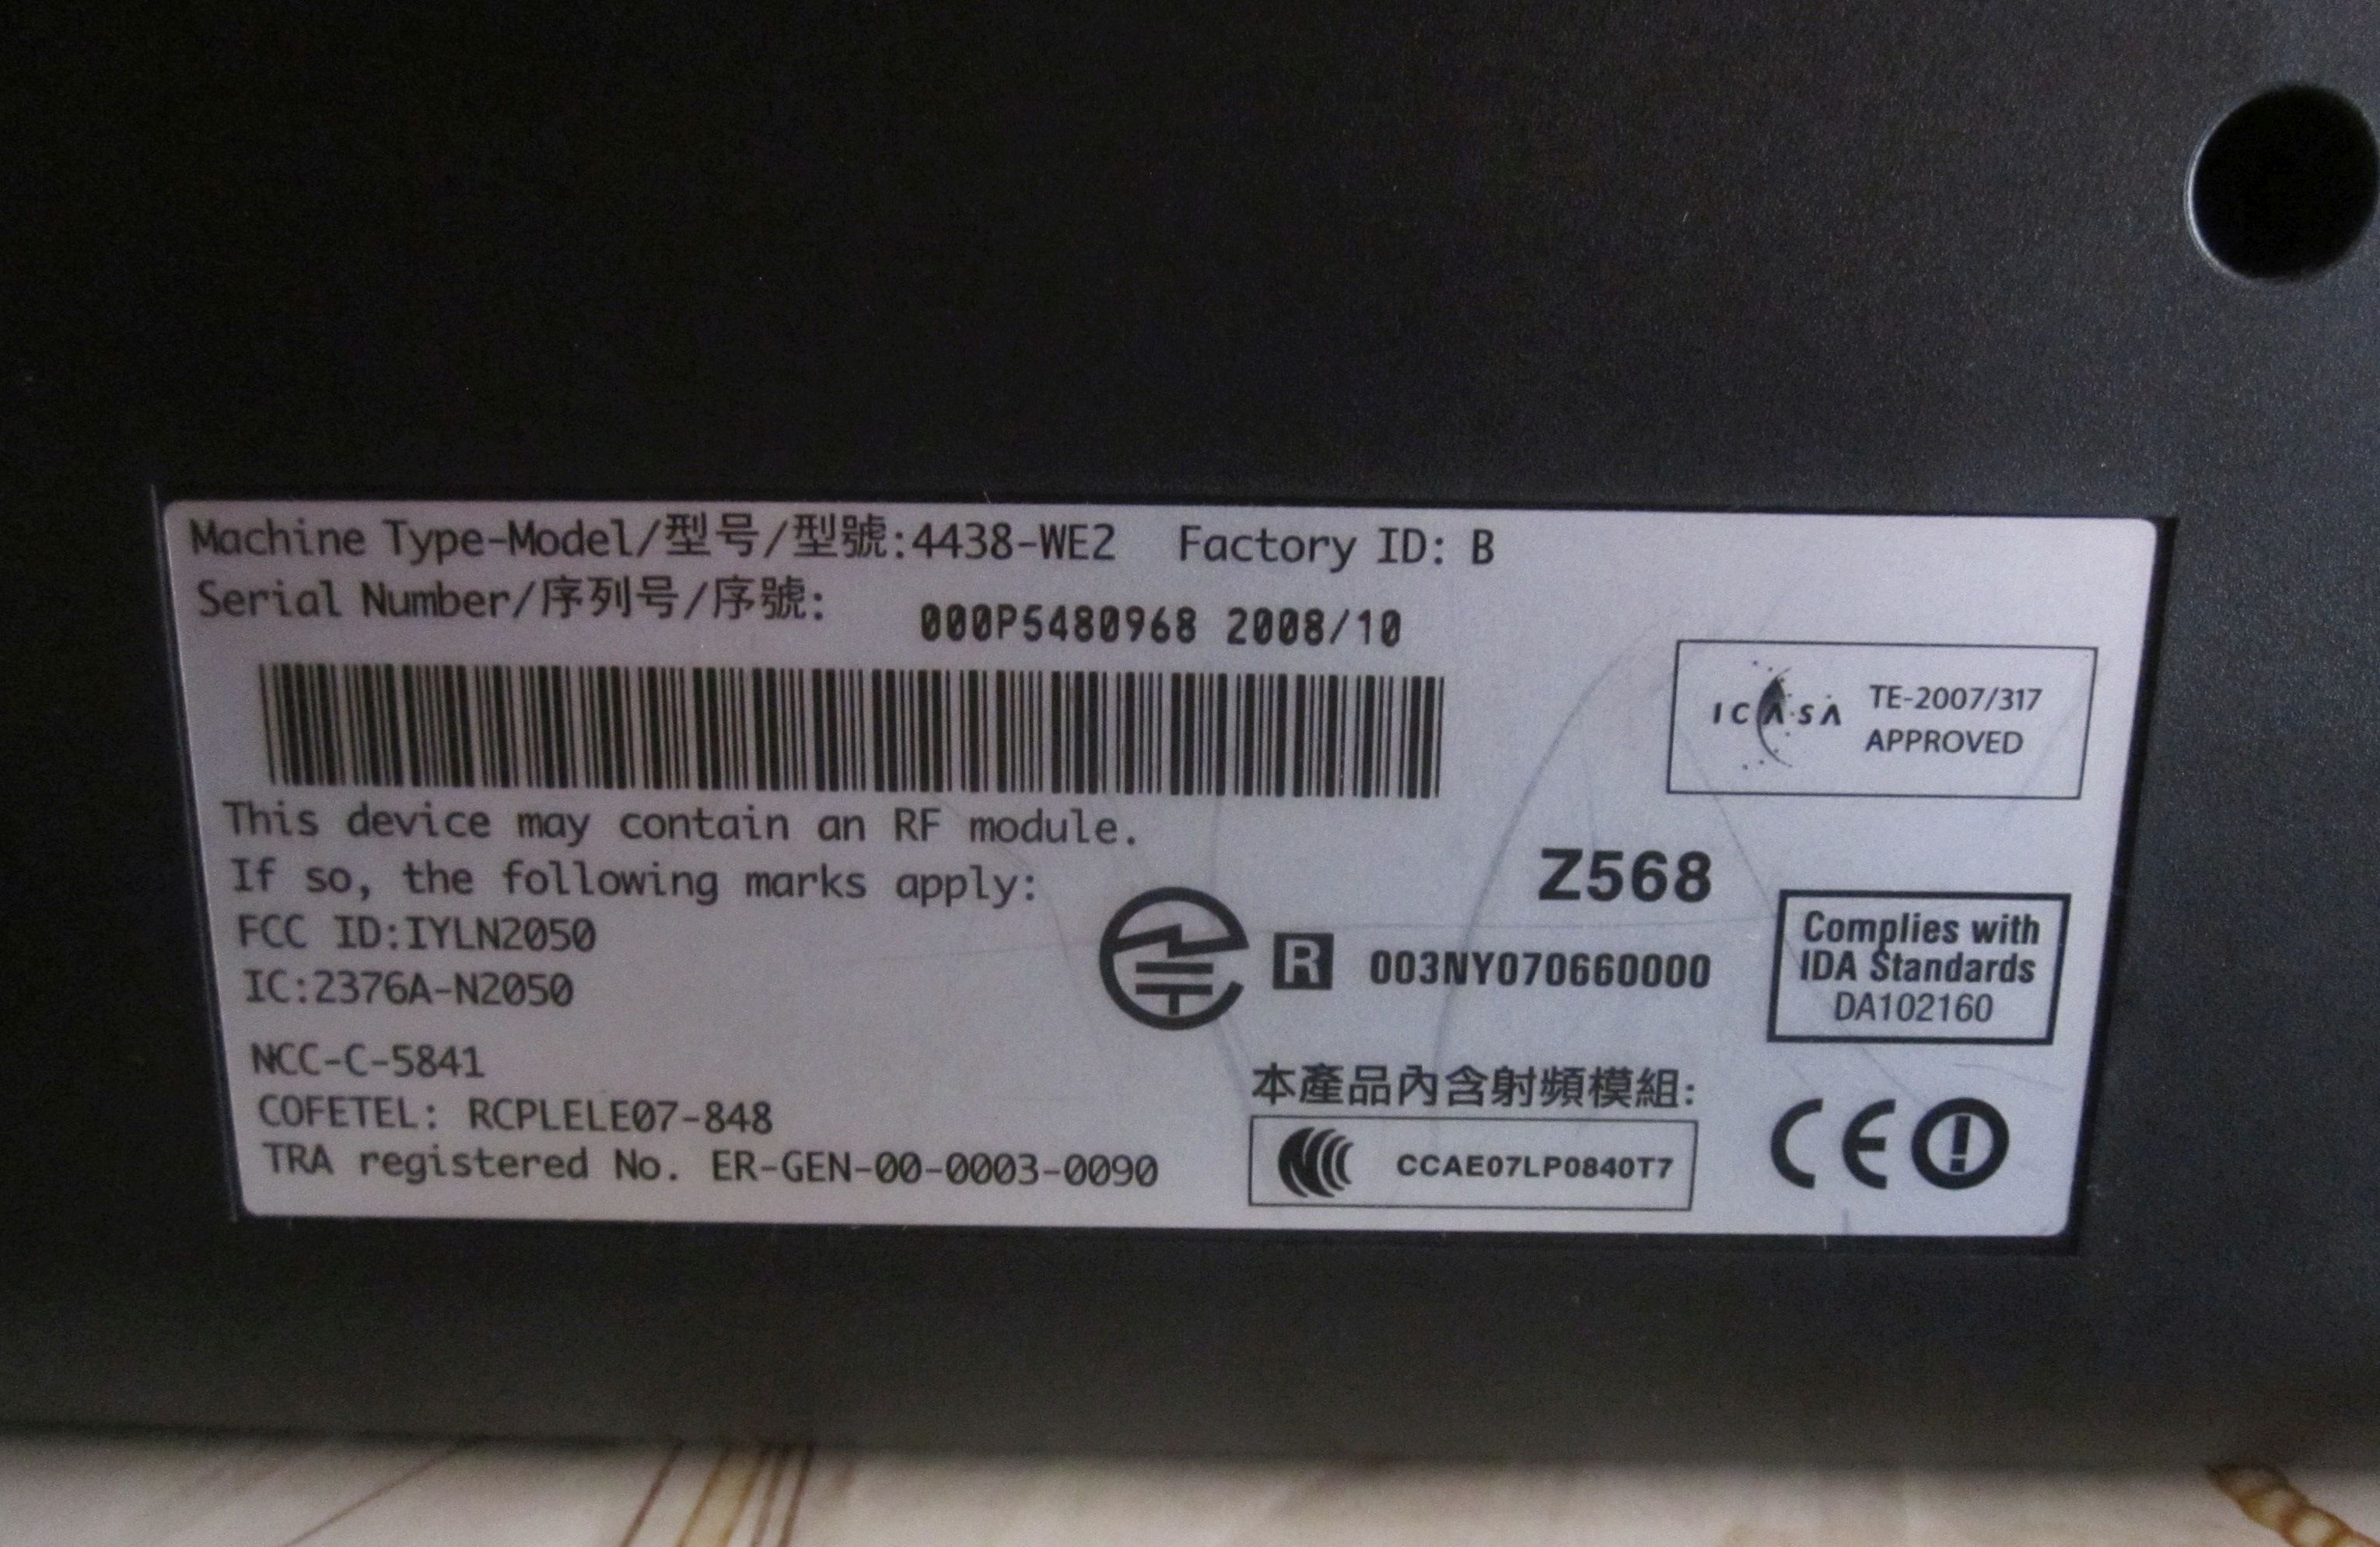 Machine Type-Model/型号/型號:4438-WE2 Factory ID: B
Serial Number/序列号/序號:
000P5480968 2008/10
ICASA
TE-2007/317
APPROVED
This device may contain an RF module.
If so, the following marks apply:
FCC ID:IYLN2050
IC:2376A-N2050
Z568
R 003NY070660000
Complies with
IDA Standards
DA102160
NCC-C-5841
COFETEL: RCPLELE07-848
TRA registered No. ER-GEN-00-0003-0090
本產品內含射頻模組:
CCAE07LP0840T7
CE